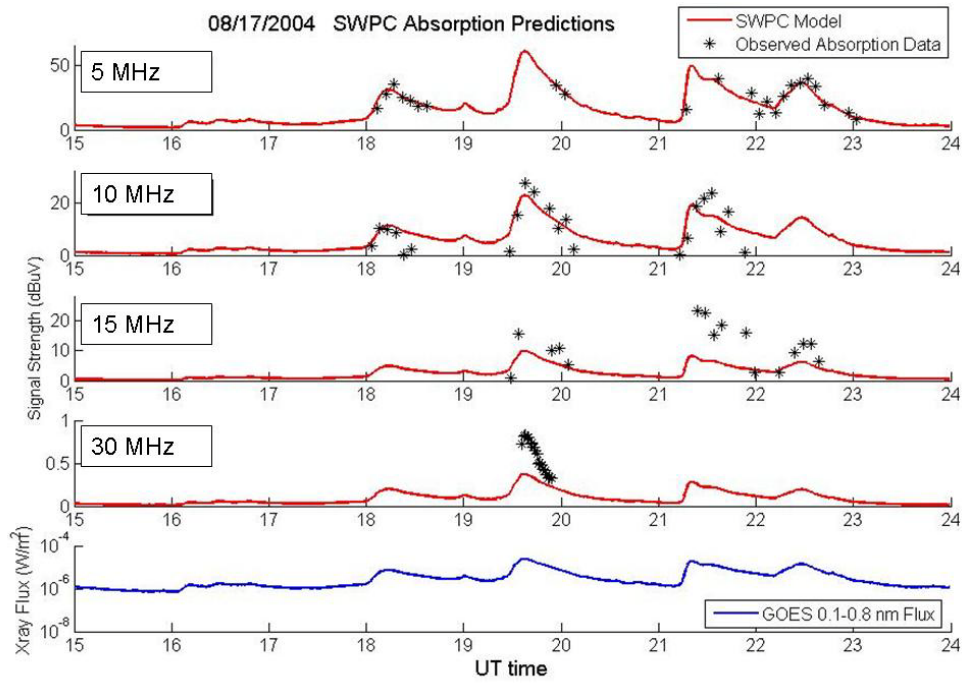 08/17/2004 SWPC Absorption Predictions
SWPC Model
Observed Absorption Data
5 MHz
50
0
15 16 17 18 19 20 21 22 23 24
10 MHz
20
0
15 16 17 18 19 20 21 22 23 24
Signal Strength (dBuV)
15 MHz
20
10
0
15 16 17 18 19 20 21 22 23 24
30 MHz
1
0.5
0
15 16 17 18 19 20 21 22 23 24
Xray Flux (W/m²)
10⁻⁴
10⁻⁶
10⁻⁸
GOES 0.1-0.8 nm Flux
15 16 17 18 19 20 21 22 23 24
UT time